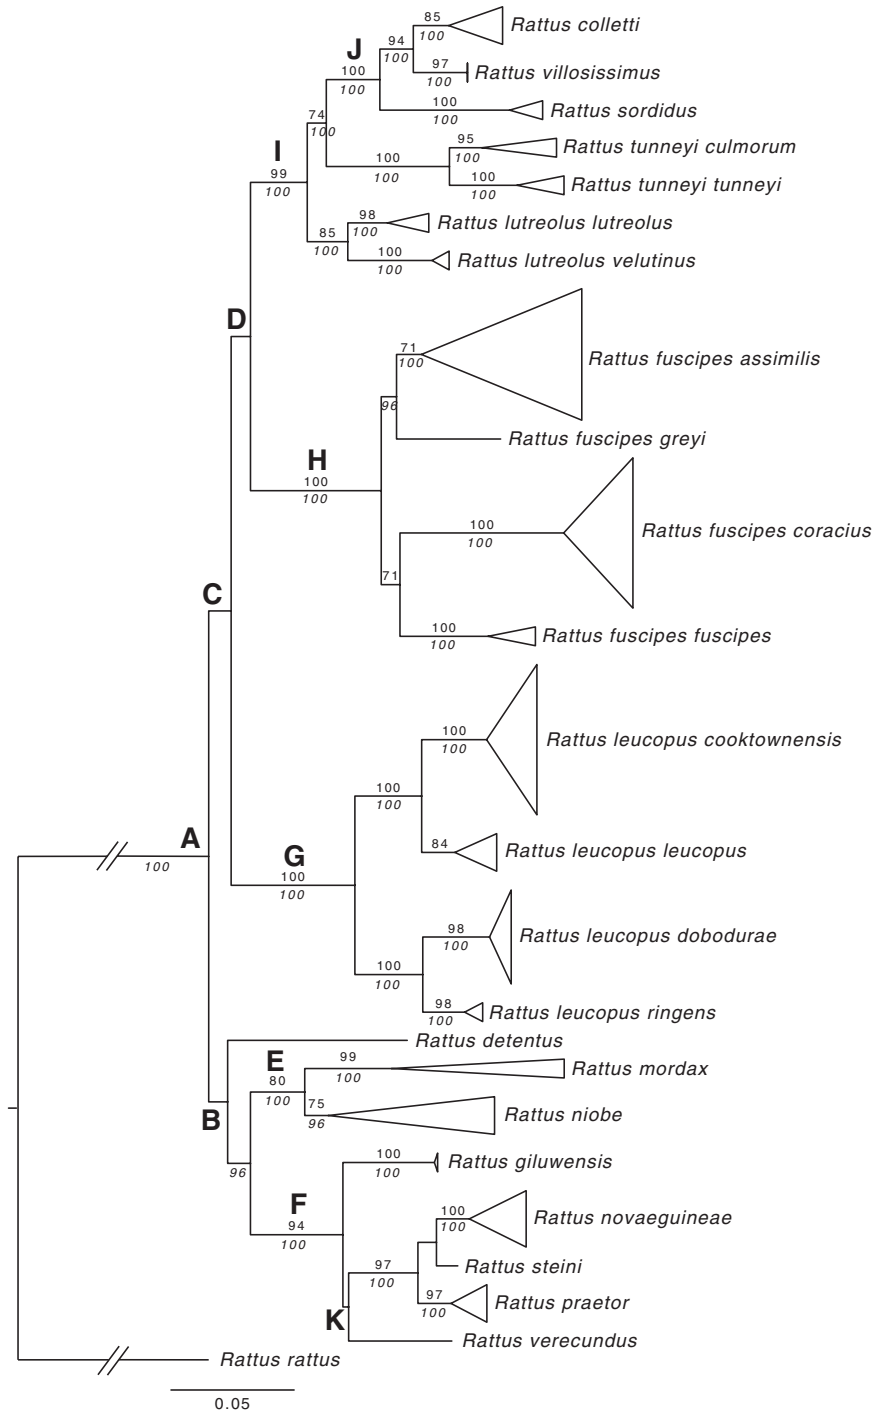 85
Rattus colletti
100
94
J
100
97
Rattus villosissimus
100
100
100
100
Rattus sordidus
100
74
100
95
Rattus tunneyi culmorum
100
I
100
100
100
Rattus tunneyi tunneyi
100
99
100
98
Rattus lutreolus lutreolus
100
85
100
100
Rattus lutreolus velutinus
100
D
71
Rattus fuscipes assimilis
100
96
Rattus fuscipes greyi
H
100
100
100
Rattus fuscipes coracius
100
71
C
100
Rattus fuscipes fuscipes
100
100
Rattus leucopus cooktownensis
100
100
100
84
Rattus leucopus leucopus
A
100
G
100
100
98
Rattus leucopus dobodurae
100
100
100
98
Rattus leucopus ringens
100
Rattus detentus
E
99
Rattus mordax
100
80
100
75
Rattus niobe
96
B
100
Rattus giluwensis
100
96
F
94
100
100
Rattus novaeguineae
100
97
100
Rattus steini
97
Rattus praetor
100
K
Rattus verecundus
Rattus rattus
0.05